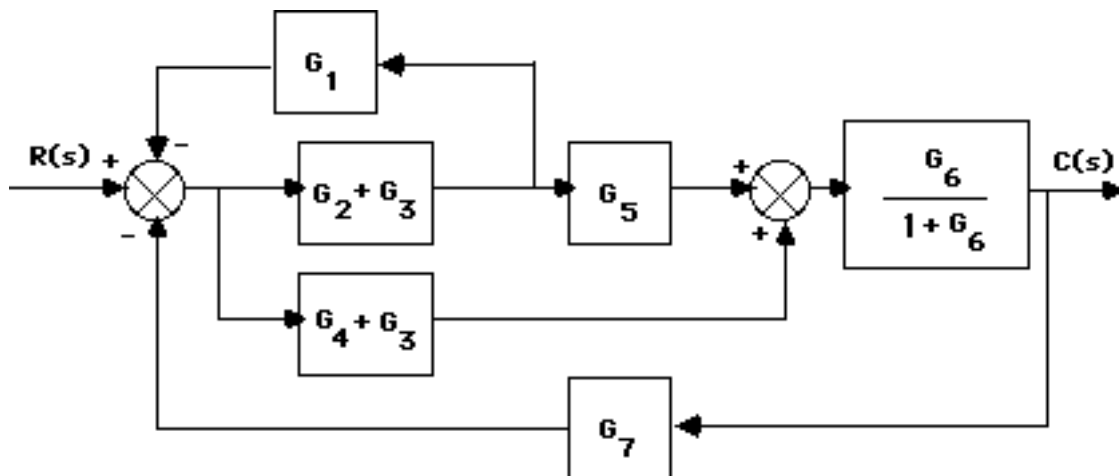 G1
-
R(s) +
C(s)
G2 + G3
G5
+
G6
1 + G6
-
+
G4 + G3
G7